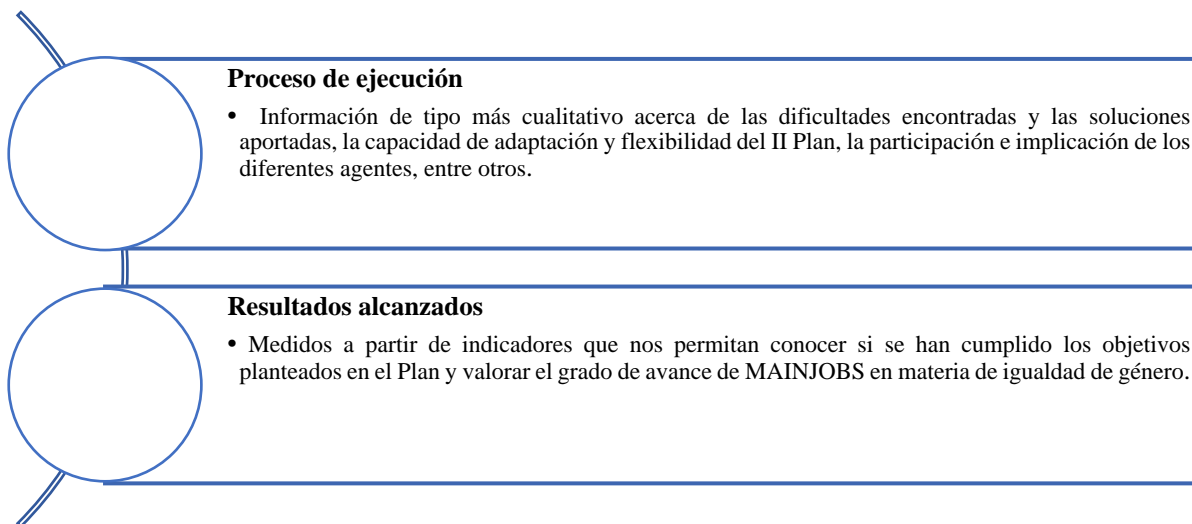 Proceso de ejecución
• Información de tipo más cualitativo acerca de las dificultades encontradas y las soluciones
aportadas, la capacidad de adaptación y flexibilidad del II Plan, la participación e implicación de los
diferentes agentes, entre otros.
Resultados alcanzados
• Medidos a partir de indicadores que nos permitan conocer si se han cumplido los objetivos
planteados en el Plan y valorar el grado de avance de MAINJOBS en materia de igualdad de género.